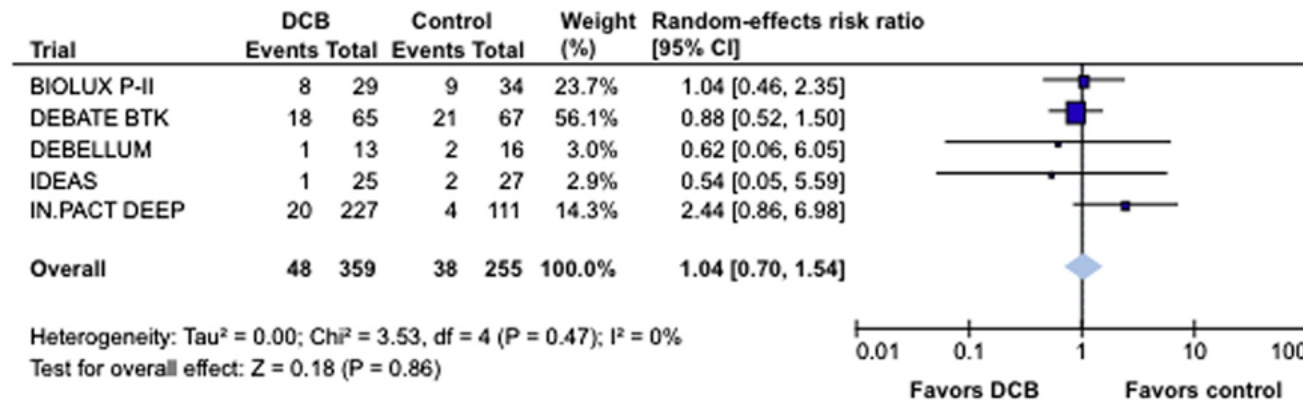 DCB Control Weight Random-effects risk ratio
Trial Events Total Events Total (%) [95% CI]
BIOLUX P-II 8 29 9 34 23.7% 1.04 [0.46, 2.35]
DEBATE BTK 18 65 21 67 56.1% 0.88 [0.52, 1.50]
DEBELLUM 1 13 2 16 3.0% 0.62 [0.06, 6.05]
IDEAS 1 25 2 27 2.9% 0.54 [0.05, 5.59]
IN.PACT DEEP 20 227 4 111 14.3% 2.44 [0.86, 6.98]
Overall 48 359 38 255 100.0% 1.04 [0.70, 1.54]
Heterogeneity: Tau² = 0.00; Chi² = 3.53, df = 4 (P = 0.47); I² = 0%
Test for overall effect: Z = 0.18 (P = 0.86)
0.01 0.1 1 10 100
Favors DCB Favors control